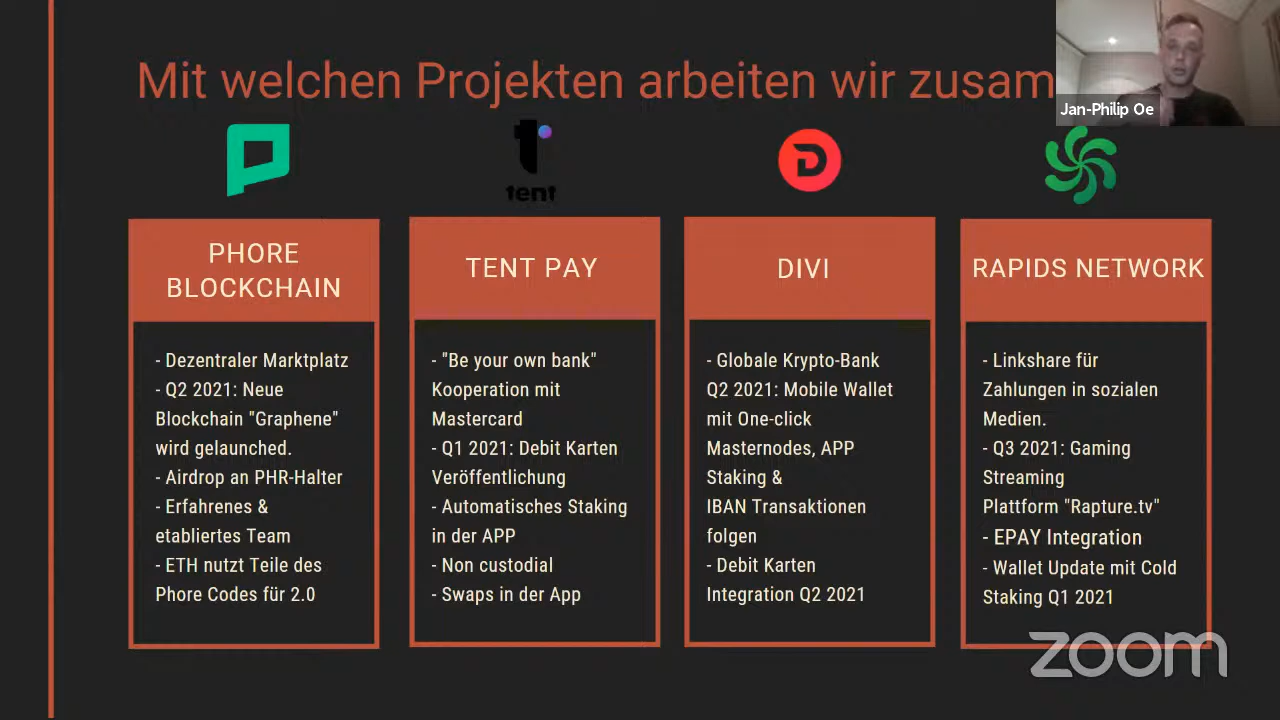 Mit welchen Projekten arbeiten wir zusam
Jan-Philip Oe
tent
PHORE
BLOCKCHAIN
- Dezentraler Marktplatz
- Q2 2021: Neue
Blockchain "Graphene"
wird gelaunched.
- Airdrop an PHR-Halter
- Erfahrenes &
etabliertes Team
- ETH nutzt Teile des
Phore Codes für 2.0
TENT PAY
- "Be your own bank"
Kooperation mit
Mastercard
- Q1 2021: Debit Karten
Veröffentlichung
- Automatisches Staking
in der APP
- Non custodial
- Swaps in der App
DIVI
- Globale Krypto-Bank
Q2 2021: Mobile Wallet
mit One-click
Masternodes, APP
Staking &
IBAN Transaktionen
folgen
- Debit Karten
Integration Q2 2021
RAPIDS NETWORK
- Linkshare für
Zahlungen in sozialen
Medien.
- Q3 2021: Gaming
Streaming
Plattform "Rapture.tv"
- EPAY Integration
- Wallet Update mit Cold
Staking Q1 2021
zoom